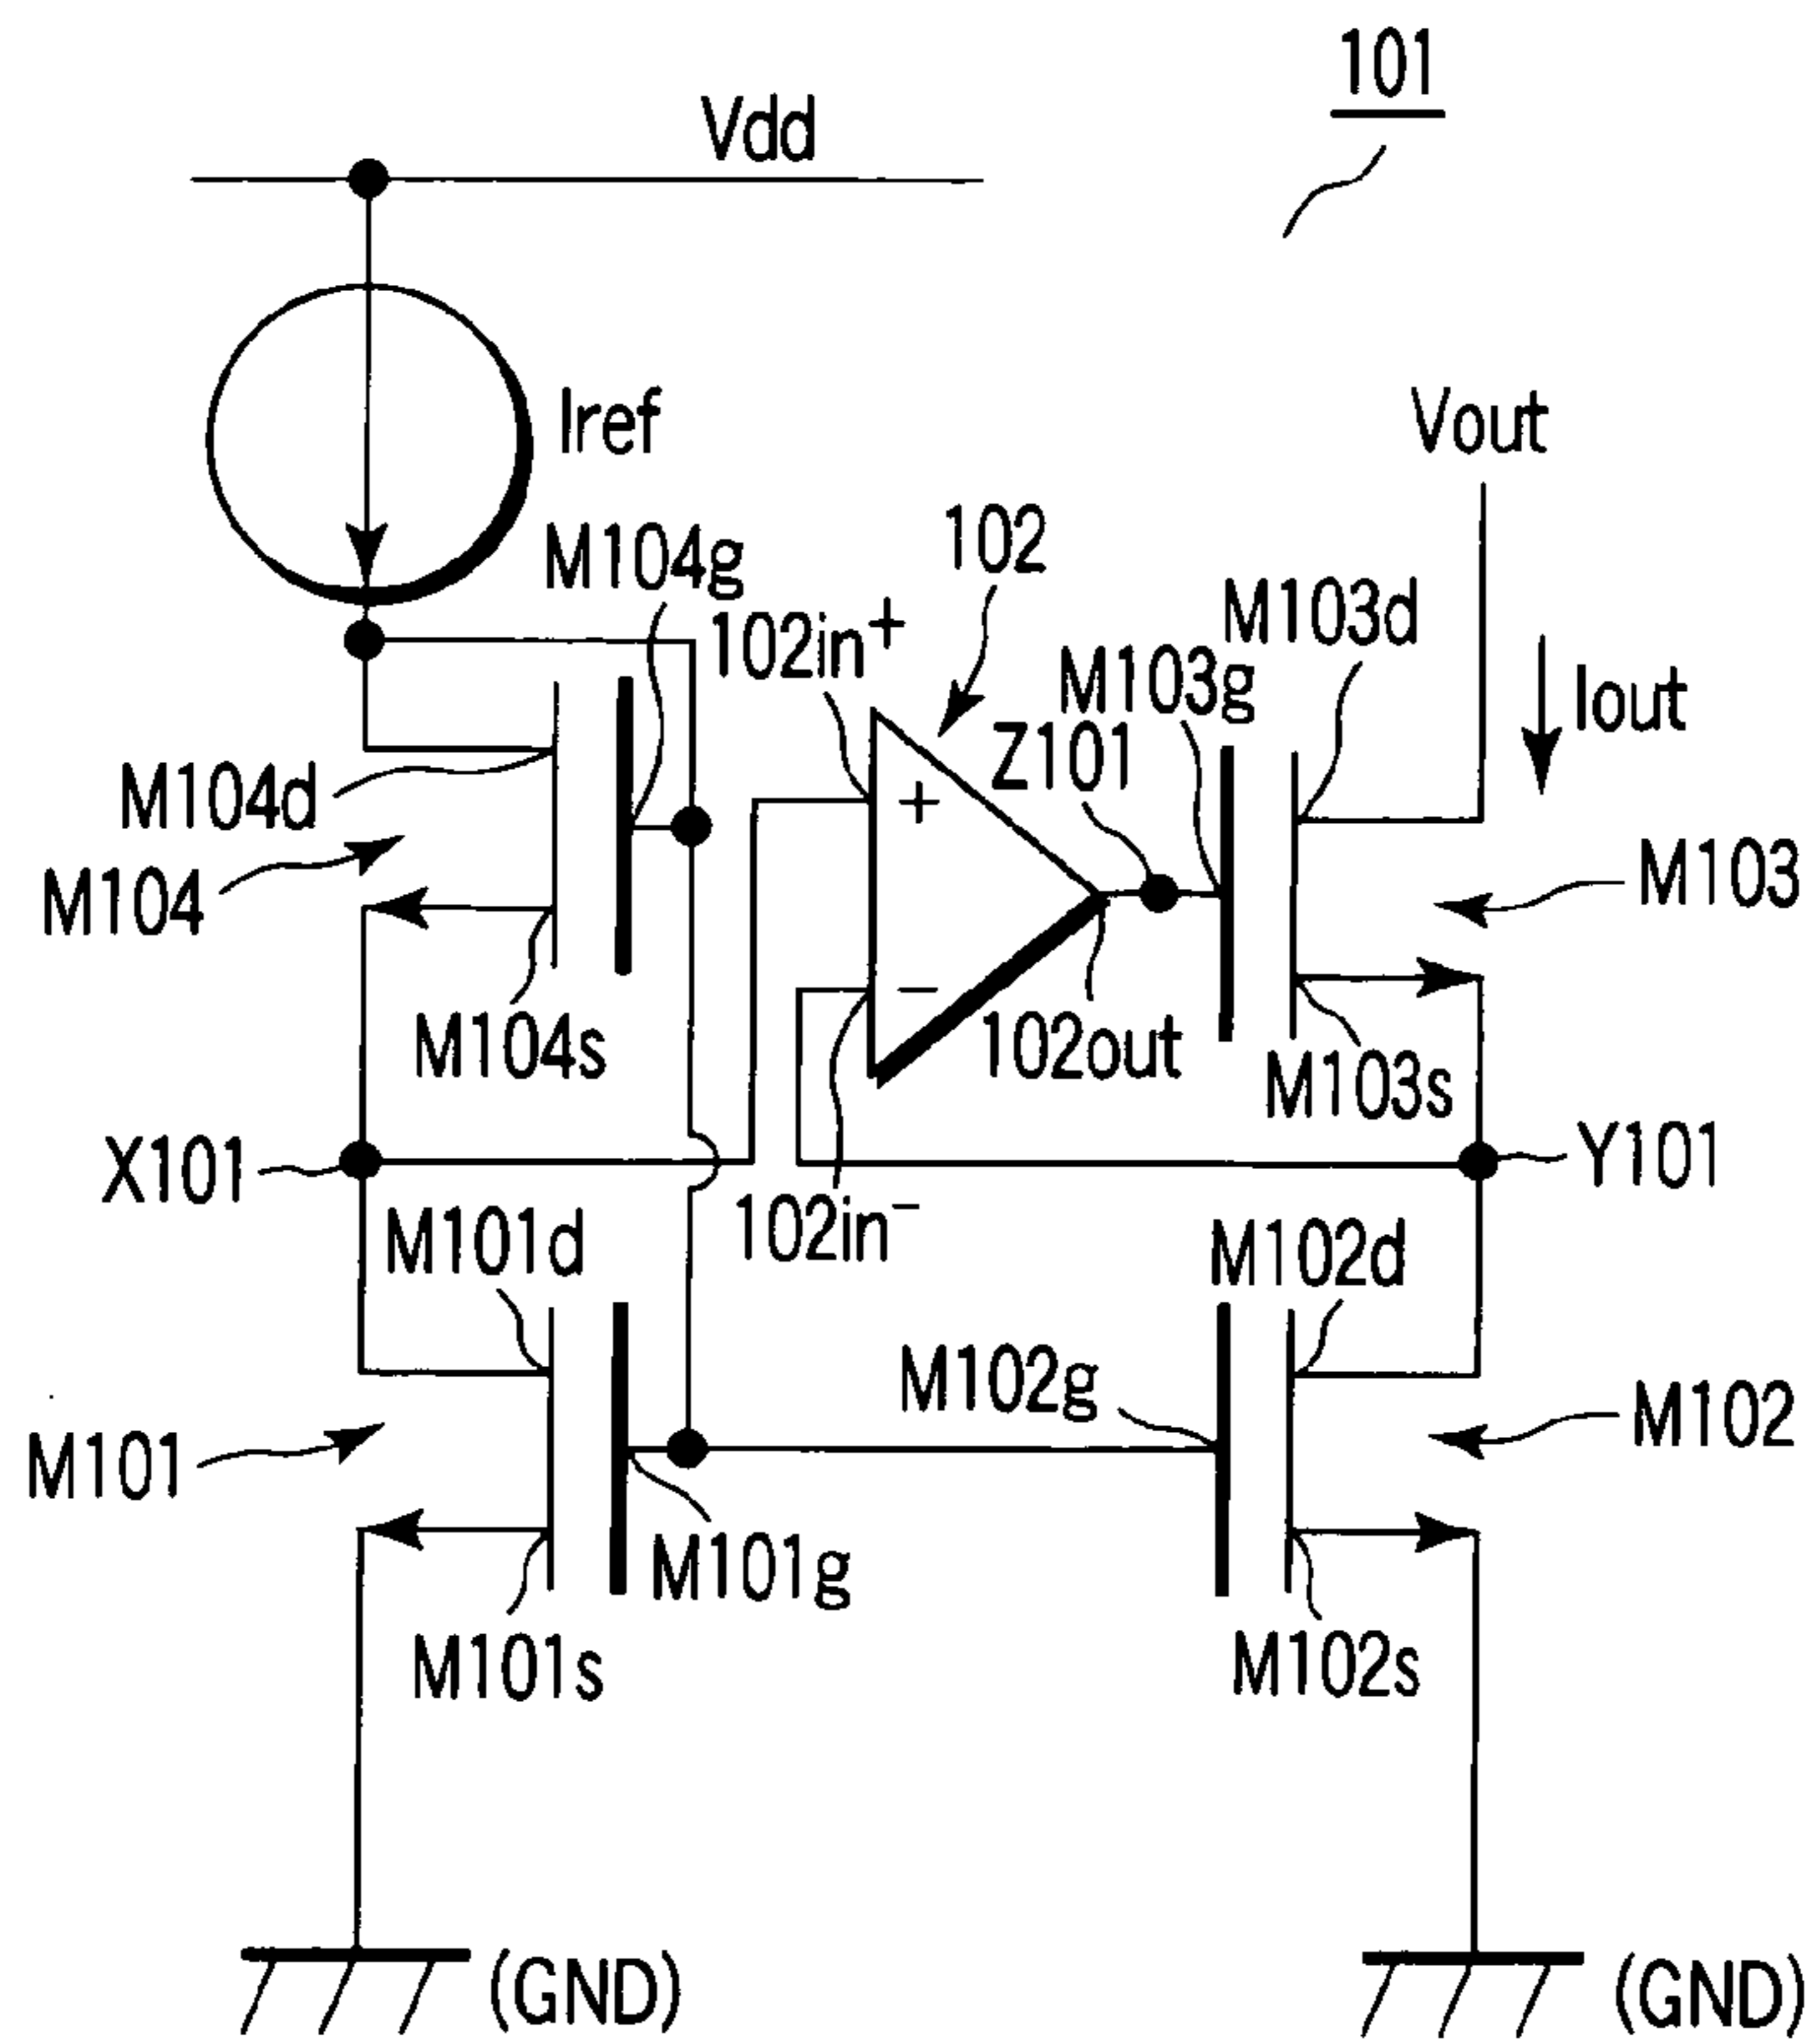 101
Vdd
Iref
Vout
M104g
102
102in+
M103d
M103g
Z101
Iout
M104d
M104
M103
+
M104s
−
102out
M103s
X101
Y101
M101d
102in−
M102d
M102g
M101
M102
M101g
M101s
M102s
(GND)
(GND)